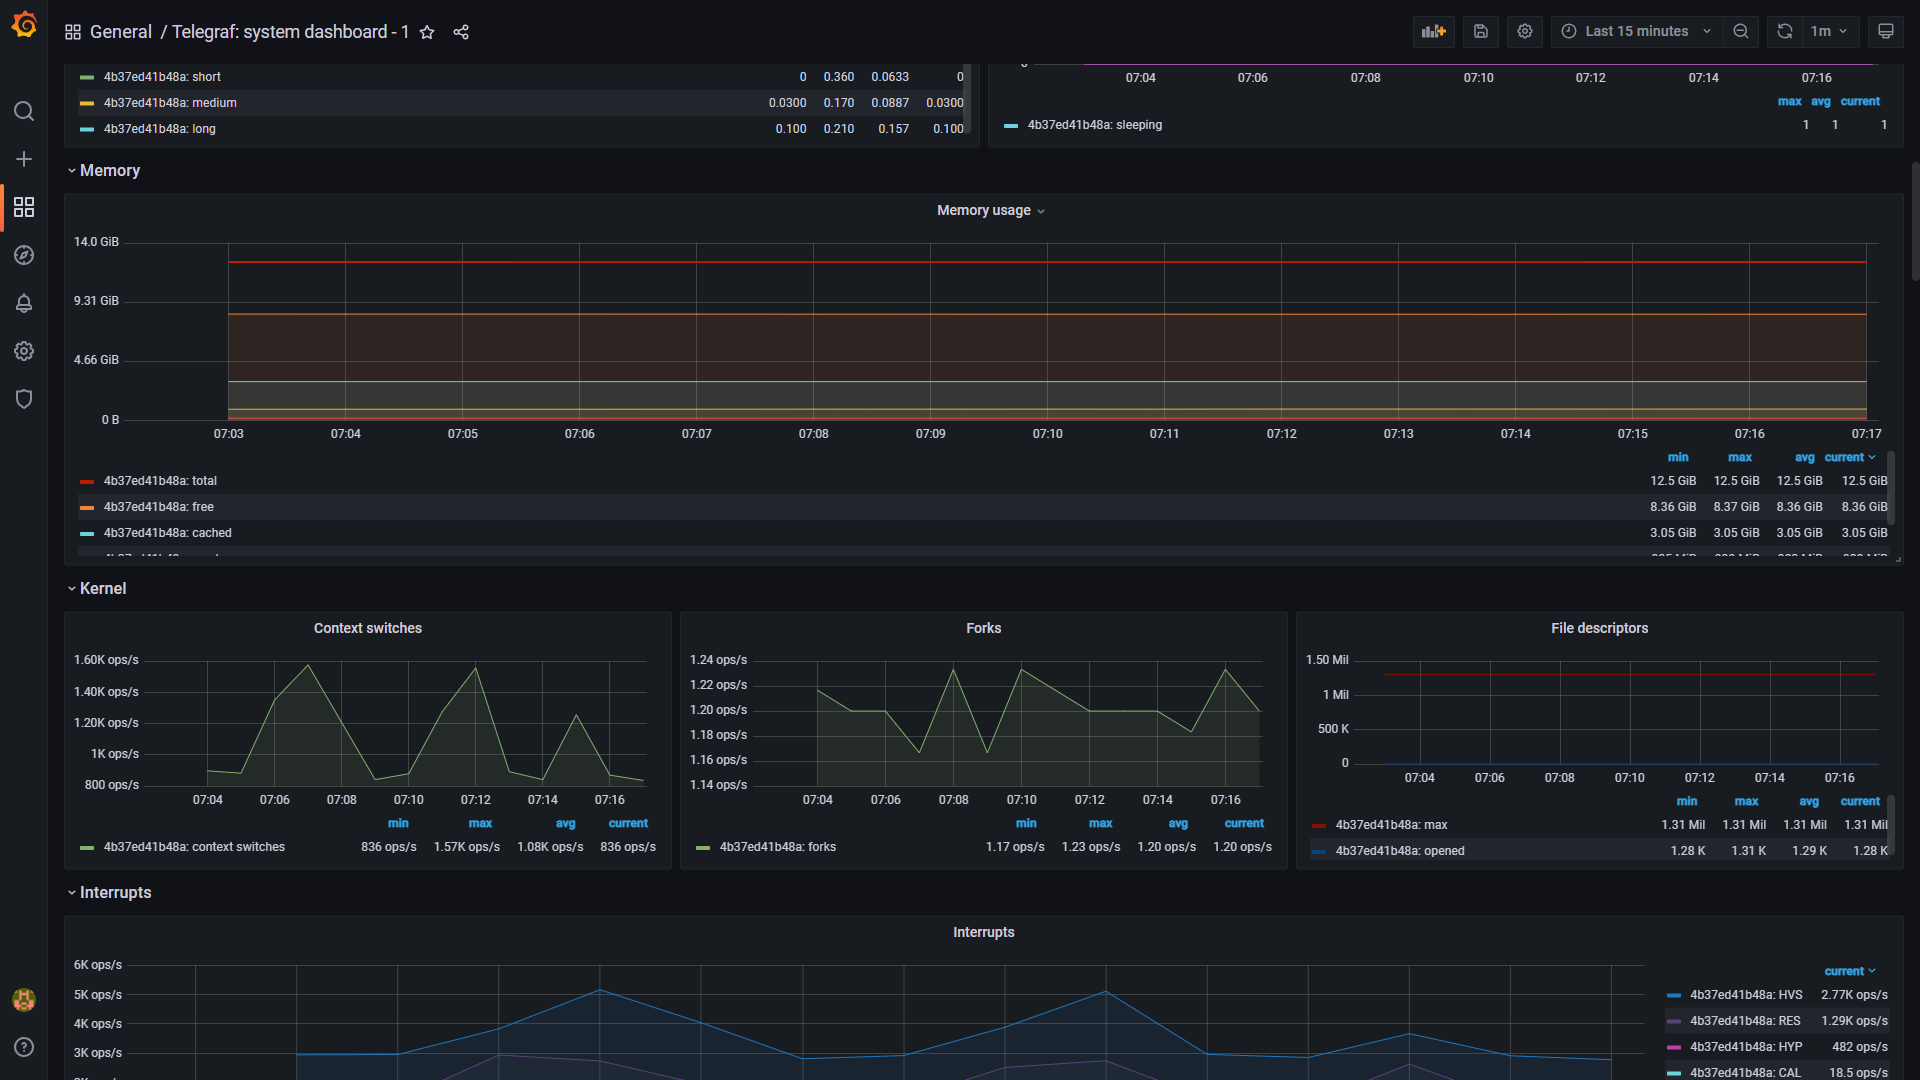 General / Telegraf: system dashboard - 1
Last 15 minutes
1m
4b37ed41b48a: short 0 0.360 0.0633 0
4b37ed41b48a: medium 0.0300 0.170 0.0887 0.0300
4b37ed41b48a: long 0.100 0.210 0.157 0.100
07:04 07:06 07:08 07:10 07:12 07:14 07:16
max avg current
4b37ed41b48a: sleeping 1 1 1
Memory
Memory usage
14.0 GiB
9.31 GiB
4.66 GiB
0 B
07:03 07:04 07:05 07:06 07:07 07:08 07:09 07:10 07:11 07:12 07:13 07:14 07:15 07:16 07:17
min max avg current
4b37ed41b48a: total 12.5 GiB 12.5 GiB 12.5 GiB 12.5 GiB
4b37ed41b48a: free 8.36 GiB 8.37 GiB 8.36 GiB 8.36 GiB
4b37ed41b48a: cached 3.05 GiB 3.05 GiB 3.05 GiB 3.05 GiB
Kernel
Context switches
1.60K ops/s
1.40K ops/s
1.20K ops/s
1K ops/s
800 ops/s
07:04 07:06 07:08 07:10 07:12 07:14 07:16
min max avg current
4b37ed41b48a: context switches 836 ops/s 1.57K ops/s 1.08K ops/s 836 ops/s
Forks
1.24 ops/s
1.22 ops/s
1.20 ops/s
1.18 ops/s
1.16 ops/s
1.14 ops/s
07:04 07:06 07:08 07:10 07:12 07:14 07:16
min max avg current
4b37ed41b48a: forks 1.17 ops/s 1.23 ops/s 1.20 ops/s 1.20 ops/s
File descriptors
1.50 Mil
1 Mil
500 K
0
07:04 07:06 07:08 07:10 07:12 07:14 07:16
min max avg current
4b37ed41b48a: max 1.31 Mil 1.31 Mil 1.31 Mil 1.31 Mil
4b37ed41b48a: opened 1.28 K 1.31 K 1.29 K 1.28 K
Interrupts
Interrupts
6K ops/s
5K ops/s
4K ops/s
3K ops/s
current
4b37ed41b48a: HVS 2.77K ops/s
4b37ed41b48a: RES 1.29K ops/s
4b37ed41b48a: HYP 482 ops/s
4b37ed41b48a: CAL 18.5 ops/s